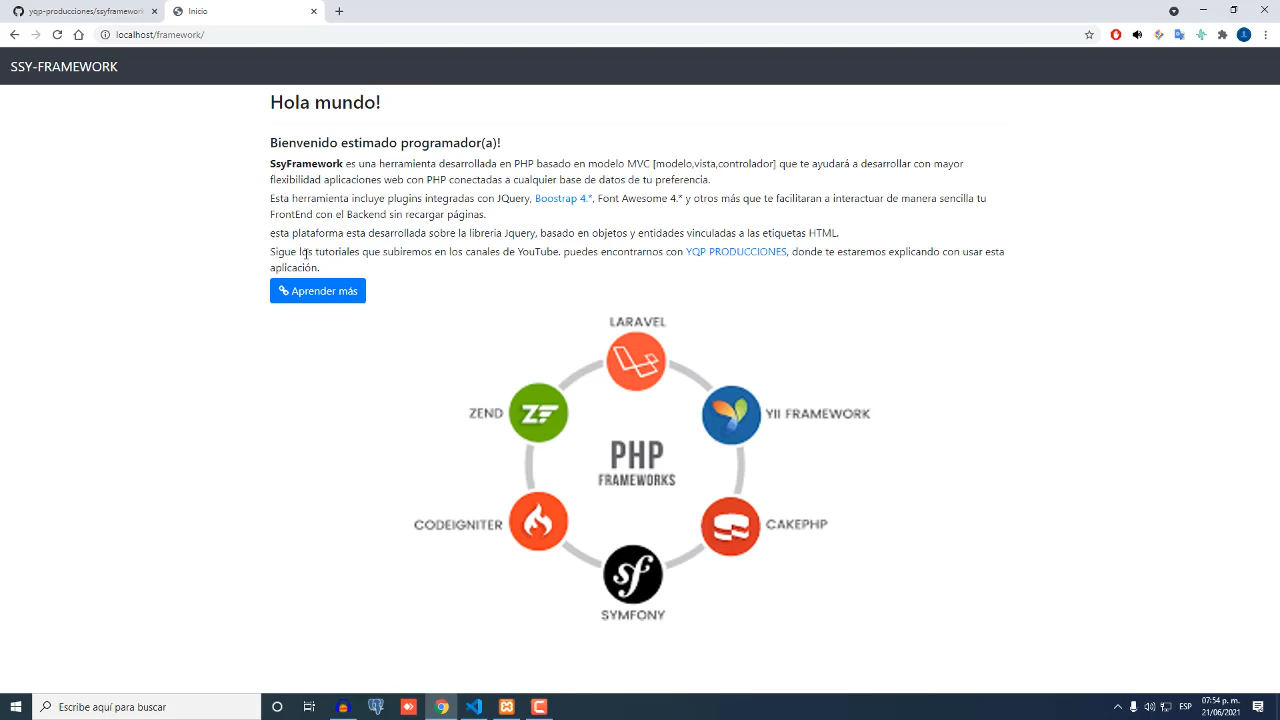 yqp-producciones/ssyframework
Inicio
localhost/framework/
SSY-FRAMEWORK
Hola mundo!
Bienvenido estimado programador(a)!
SsyFramework es una herramienta desarrollada en PHP basado en modelo MVC [modelo,vista,controlador] que te ayudará a desarrollar con mayor
flexibilidad aplicaciones web con PHP conectadas a cualquier base de datos de tu preferencia.
Esta herramienta incluye plugins integradas con JQuery, Boostrap 4.*, Font Awesome 4.* y otros más que te facilitaran a interactuar de manera sencilla tu
FrontEnd con el Backend sin recargar páginas.
esta plataforma esta desarrollada sobre la libreria Jquery, basado en objetos y entidades vinculadas a las etiquetas HTML.
Sigue los tutoriales que subiremos en los canales de YouTube. puedes encontrarnos con YQP PRODUCCIONES, donde te estaremos explicando con usar esta
aplicación.
Aprender más
LARAVEL
ZEND
YII FRAMEWORK
PHP
FRAMEWORKS
CODEIGNITER
CAKEPHP
SYMFONY
Escribe aquí para buscar
ESP
07:54 p. m.
21/06/2021